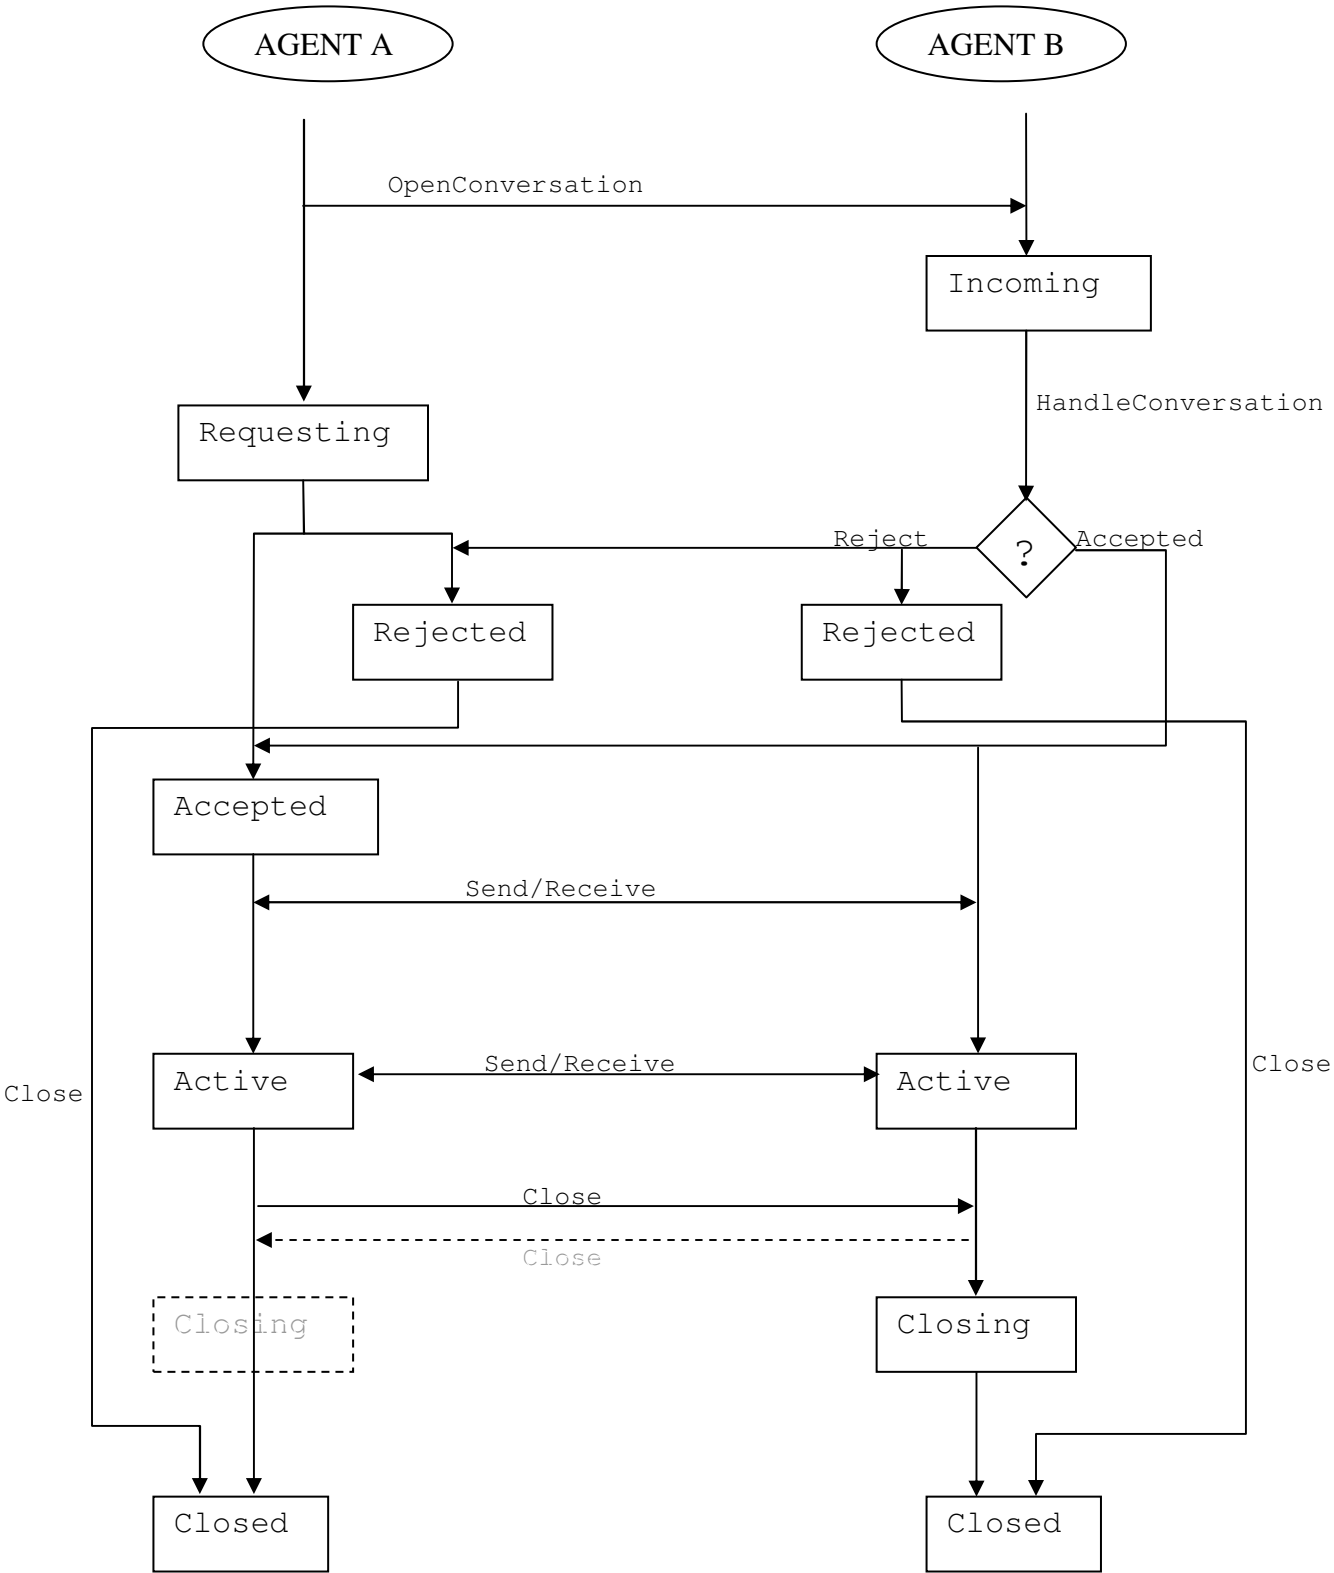 AGENT A
AGENT B
OpenConversation
Incoming
HandleConversation
Requesting
Reject
?
Accepted
Rejected
Rejected
Accepted
Send/Receive
Active
Send/Receive
Active
Close
Close
Close
Close
Closing
Closing
Closed
Closed